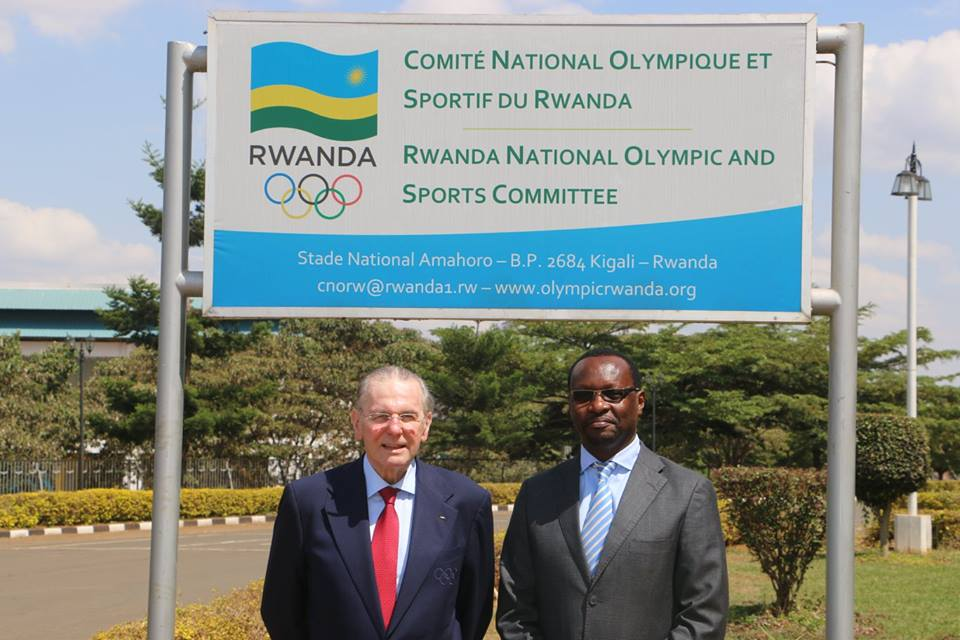 COMITÉ NATIONAL OLYMPIQUE ET
SPORTIF DU RWANDA
RWANDA
RWANDA NATIONAL OLYMPIC AND
SPORTS COMMITTEE
Stade National Amahoro – B.P. 2684 Kigali – Rwanda
cnorw@rwanda1.rw – www.olympicrwanda.org